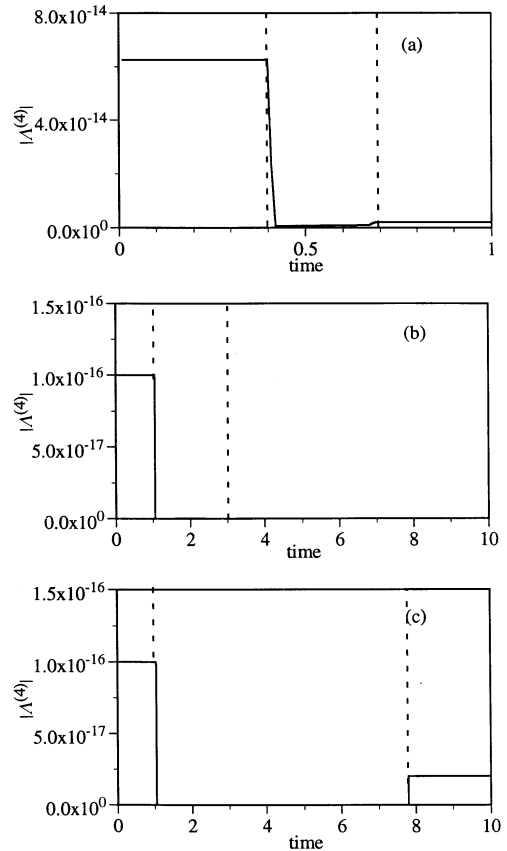 8.0x10^-14
(a)
|Λ^(4)|
4.0x10^-14
0.0x10^0
0 0.5 1
time
1.5x10^-16
(b)
1.0x10^-16
|Λ^(4)|
5.0x10^-17
0.0x10^0
0 2 4 6 8 10
time
1.5x10^-16
(c)
1.0x10^-16
|Λ^(4)|
5.0x10^-17
0.0x10^0
0 2 4 6 8 10
time